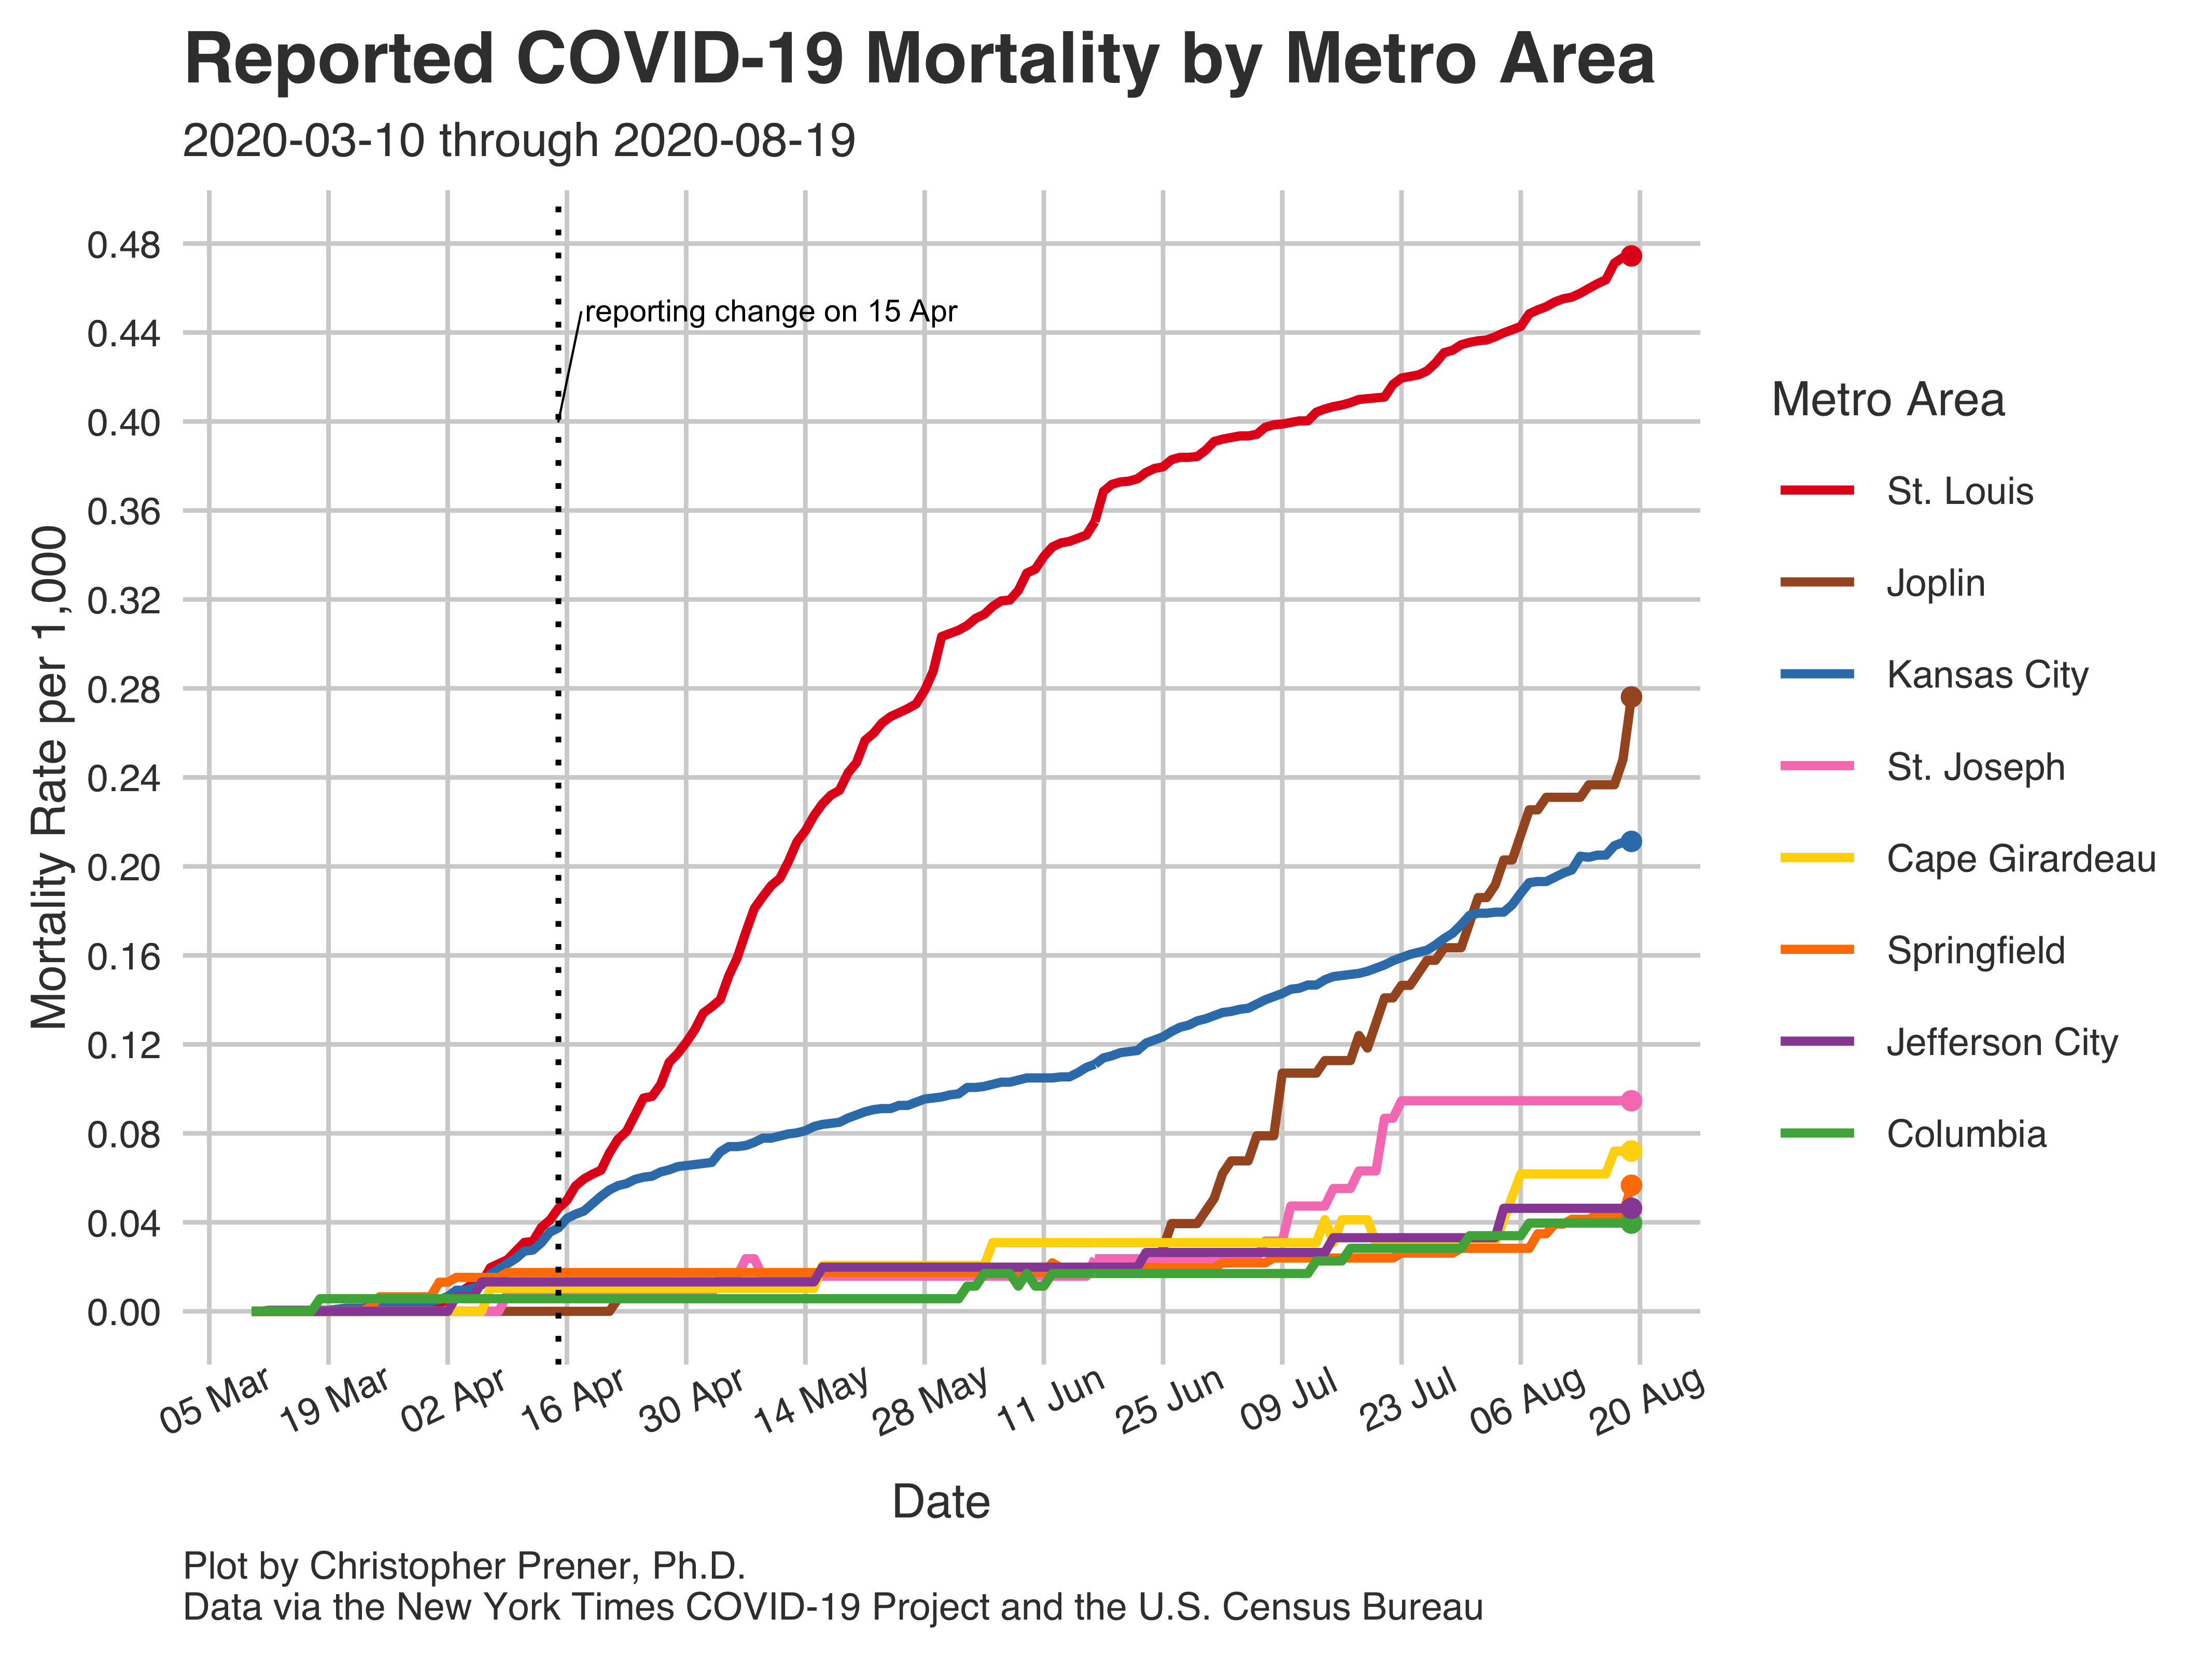 Reported COVID-19 Mortality by Metro Area
2020-03-10 through 2020-08-19
Mortality Rate per 1,000
0.48
0.44
0.40
0.36
0.32
0.28
0.24
0.20
0.16
0.12
0.08
0.04
0.00
reporting change on 15 Apr
05 Mar
19 Mar
02 Apr
16 Apr
30 Apr
14 May
28 May
11 Jun
25 Jun
09 Jul
23 Jul
06 Aug
20 Aug
Date
Metro Area
St. Louis
Joplin
Kansas City
St. Joseph
Cape Girardeau
Springfield
Jefferson City
Columbia
Plot by Christopher Prener, Ph.D.
Data via the New York Times COVID-19 Project and the U.S. Census Bureau